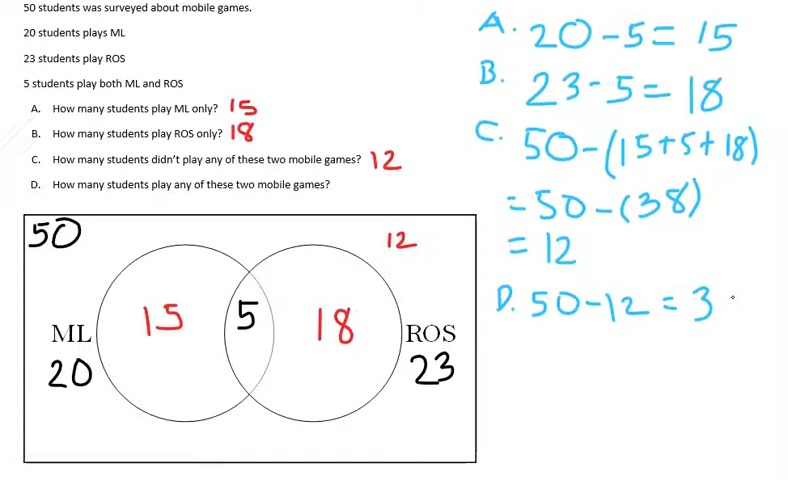 50 students was surveyed about mobile games.
20 students plays ML
23 students play ROS
5 students play both ML and ROS
A. How many students play ML only? 15
B. How many students play ROS only? 18
C. How many students didn't play any of these two mobile games? 12
D. How many students play any of these two mobile games?
50
12
15
5
18
ML
20
ROS
23
A. 20-5= 15
B. 23-5= 18
C. 50-(15+5+18)
=50-(38)
= 12
D. 50-12=3